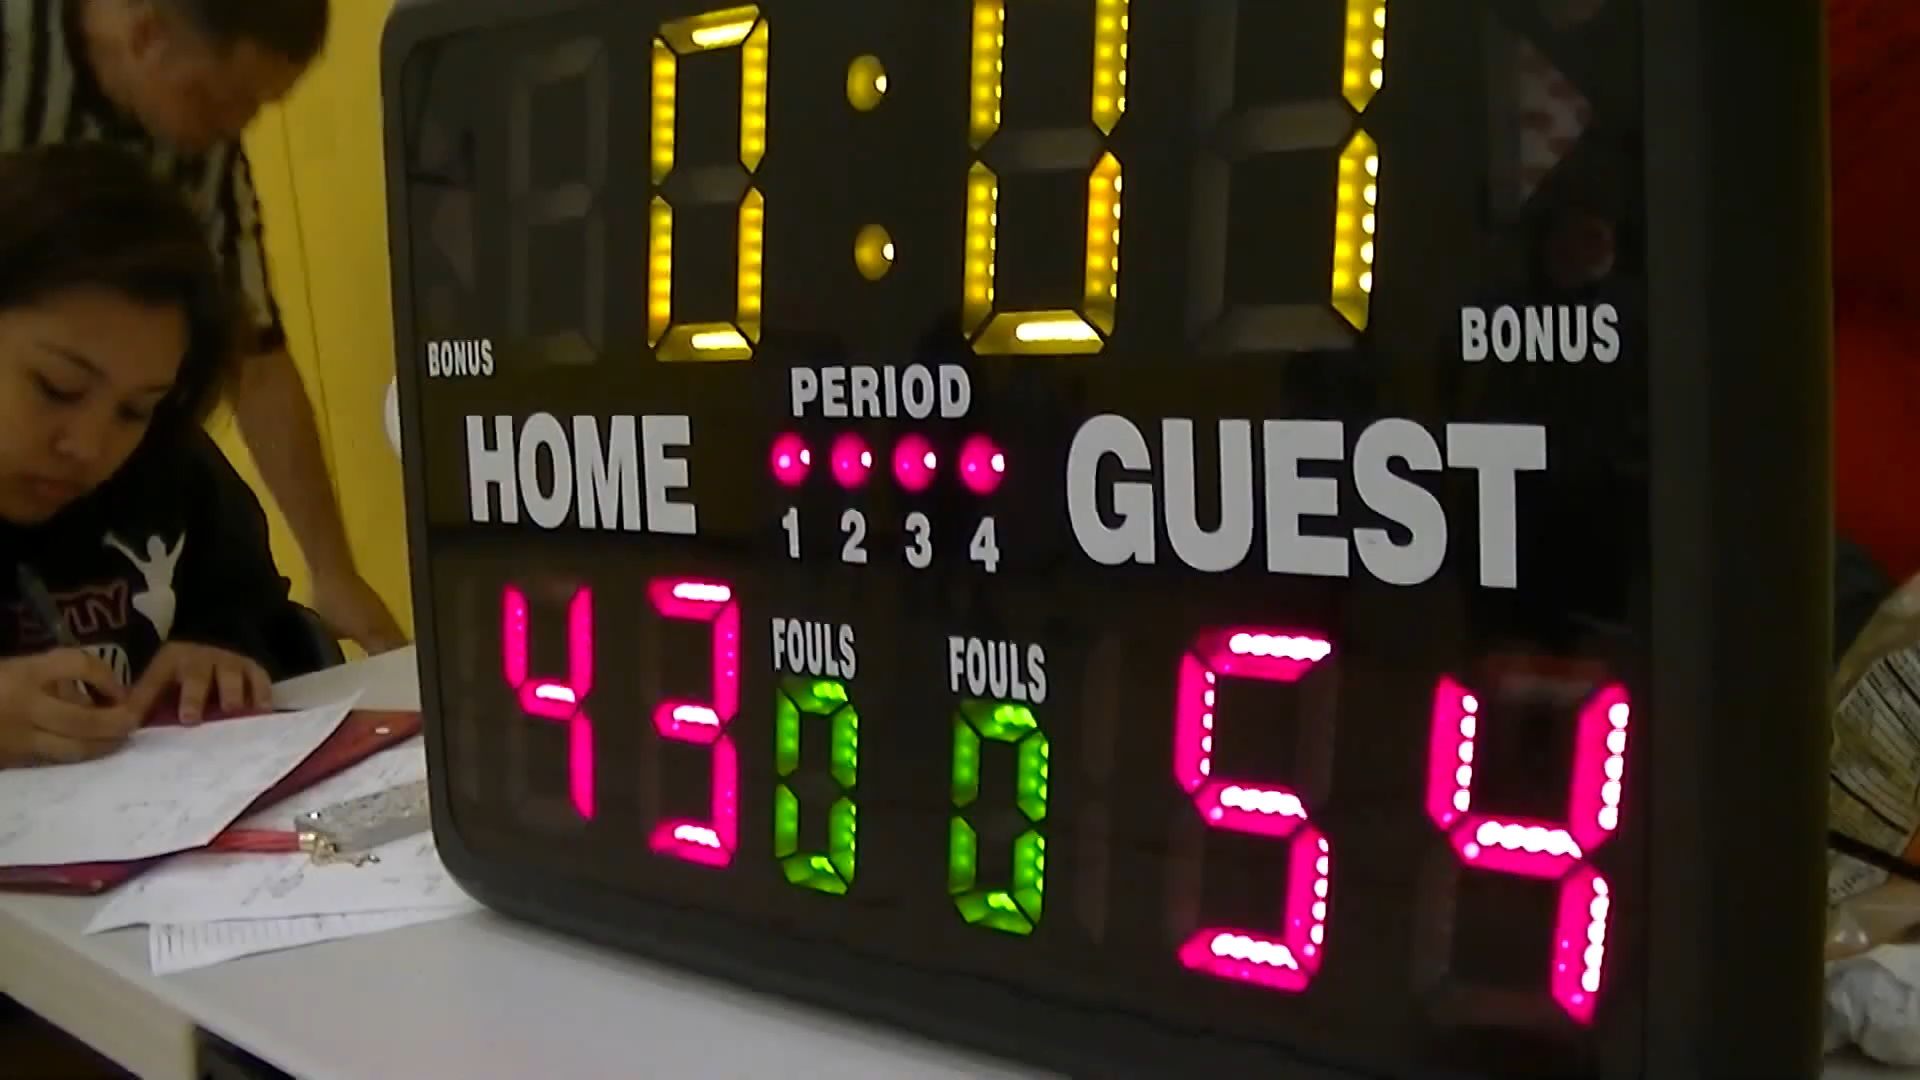 0:01
BONUS BONUS
PERIOD
HOME GUEST
1 2 3 4
FOULS FOULS
43 0 0 54